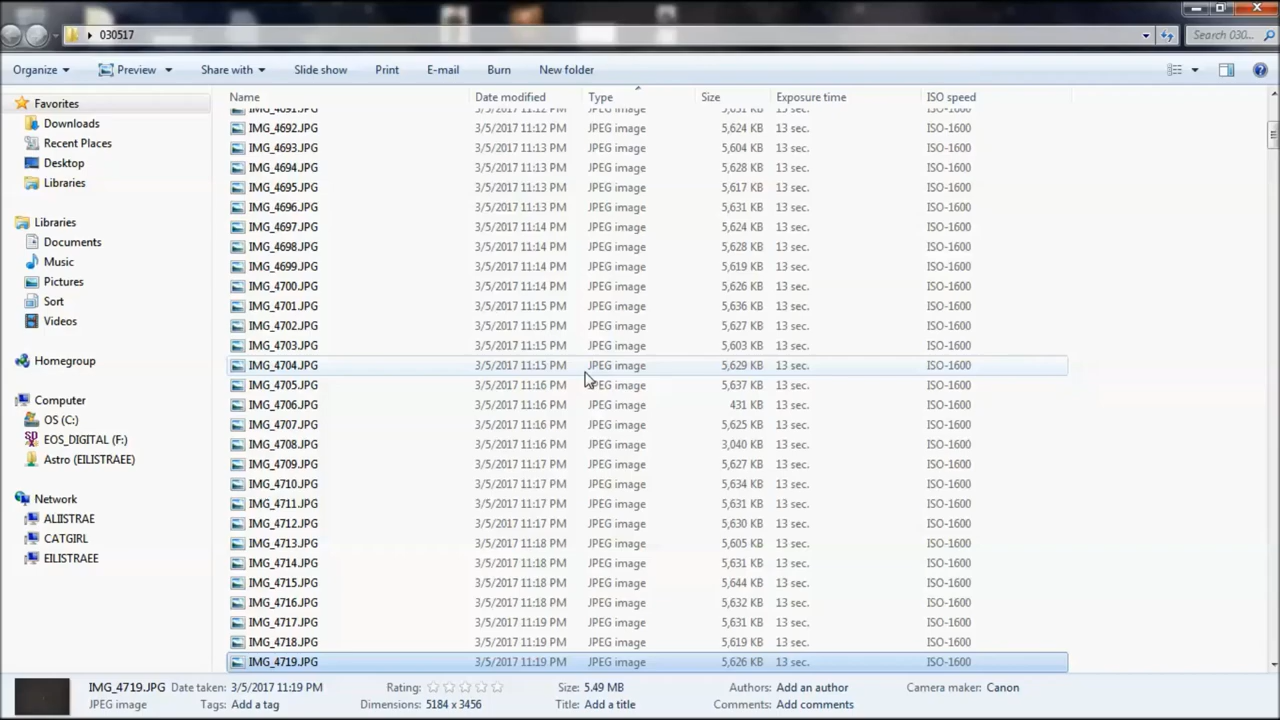 030517
Search 030...
Organize Preview Share with Slide show Print E-mail Burn New folder
Favorites
Downloads
Recent Places
Desktop
Libraries
Libraries
Documents
Music
Pictures
Sort
Videos
Homegroup
Computer
OS (C:)
EOS_DIGITAL (F:)
Astro (EILISTRAEE)
Network
ALIISTRAE
CATGIRL
EILISTRAEE
Name Date modified Type Size Exposure time ISO speed
IMG_4691.JPG 3/5/2017 11:12 PM JPEG image 5,631 KB 13 sec. ISO-1600
IMG_4692.JPG 3/5/2017 11:12 PM JPEG image 5,624 KB 13 sec. ISO-1600
IMG_4693.JPG 3/5/2017 11:13 PM JPEG image 5,604 KB 13 sec. ISO-1600
IMG_4694.JPG 3/5/2017 11:13 PM JPEG image 5,628 KB 13 sec. ISO-1600
IMG_4695.JPG 3/5/2017 11:13 PM JPEG image 5,617 KB 13 sec. ISO-1600
IMG_4696.JPG 3/5/2017 11:13 PM JPEG image 5,631 KB 13 sec. ISO-1600
IMG_4697.JPG 3/5/2017 11:14 PM JPEG image 5,624 KB 13 sec. ISO-1600
IMG_4698.JPG 3/5/2017 11:14 PM JPEG image 5,628 KB 13 sec. ISO-1600
IMG_4699.JPG 3/5/2017 11:14 PM JPEG image 5,619 KB 13 sec. ISO-1600
IMG_4700.JPG 3/5/2017 11:14 PM JPEG image 5,626 KB 13 sec. ISO-1600
IMG_4701.JPG 3/5/2017 11:15 PM JPEG image 5,636 KB 13 sec. ISO-1600
IMG_4702.JPG 3/5/2017 11:15 PM JPEG image 5,627 KB 13 sec. ISO-1600
IMG_4703.JPG 3/5/2017 11:15 PM JPEG image 5,603 KB 13 sec. ISO-1600
IMG_4704.JPG 3/5/2017 11:15 PM JPEG image 5,629 KB 13 sec. ISO-1600
IMG_4705.JPG 3/5/2017 11:16 PM JPEG image 5,637 KB 13 sec. ISO-1600
IMG_4706.JPG 3/5/2017 11:16 PM JPEG image 431 KB 13 sec. ISO-1600
IMG_4707.JPG 3/5/2017 11:16 PM JPEG image 5,625 KB 13 sec. ISO-1600
IMG_4708.JPG 3/5/2017 11:16 PM JPEG image 3,040 KB 13 sec. ISO-1600
IMG_4709.JPG 3/5/2017 11:17 PM JPEG image 5,627 KB 13 sec. ISO-1600
IMG_4710.JPG 3/5/2017 11:17 PM JPEG image 5,634 KB 13 sec. ISO-1600
IMG_4711.JPG 3/5/2017 11:17 PM JPEG image 5,631 KB 13 sec. ISO-1600
IMG_4712.JPG 3/5/2017 11:17 PM JPEG image 5,630 KB 13 sec. ISO-1600
IMG_4713.JPG 3/5/2017 11:18 PM JPEG image 5,605 KB 13 sec. ISO-1600
IMG_4714.JPG 3/5/2017 11:18 PM JPEG image 5,631 KB 13 sec. ISO-1600
IMG_4715.JPG 3/5/2017 11:18 PM JPEG image 5,644 KB 13 sec. ISO-1600
IMG_4716.JPG 3/5/2017 11:18 PM JPEG image 5,632 KB 13 sec. ISO-1600
IMG_4717.JPG 3/5/2017 11:19 PM JPEG image 5,631 KB 13 sec. ISO-1600
IMG_4718.JPG 3/5/2017 11:19 PM JPEG image 5,619 KB 13 sec. ISO-1600
IMG_4719.JPG 3/5/2017 11:19 PM JPEG image 5,626 KB 13 sec. ISO-1600
IMG_4719.JPG Date taken: 3/5/2017 11:19 PM Rating: Size: 5.49 MB Authors: Add an author Camera maker: Canon
JPEG image Tags: Add a tag Dimensions: 5184 x 3456 Title: Add a title Comments: Add comments